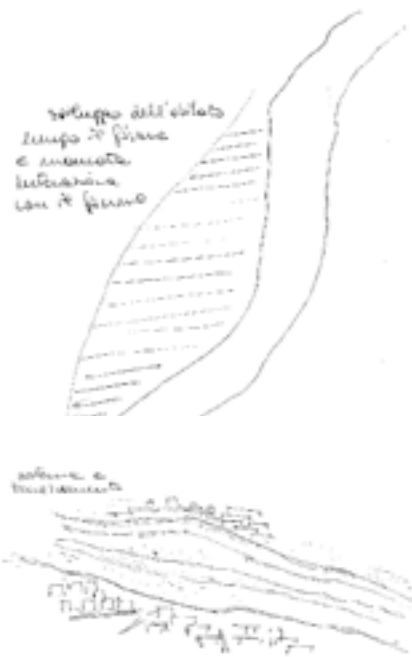 sviluppo dell'abitato
lungo il fiume
e mancata
interazione
con il fiume